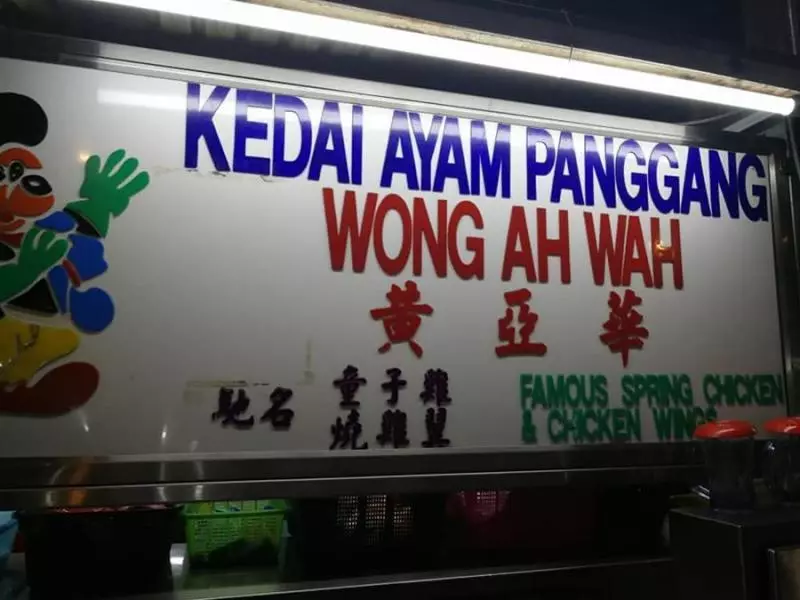 KEDAI AYAM PANGGANG
WONG AH WAH
黄亞華
馳名
童子雞
燒雞翼
FAMOUS SPRING CHICKEN
& CHICKEN WINGS